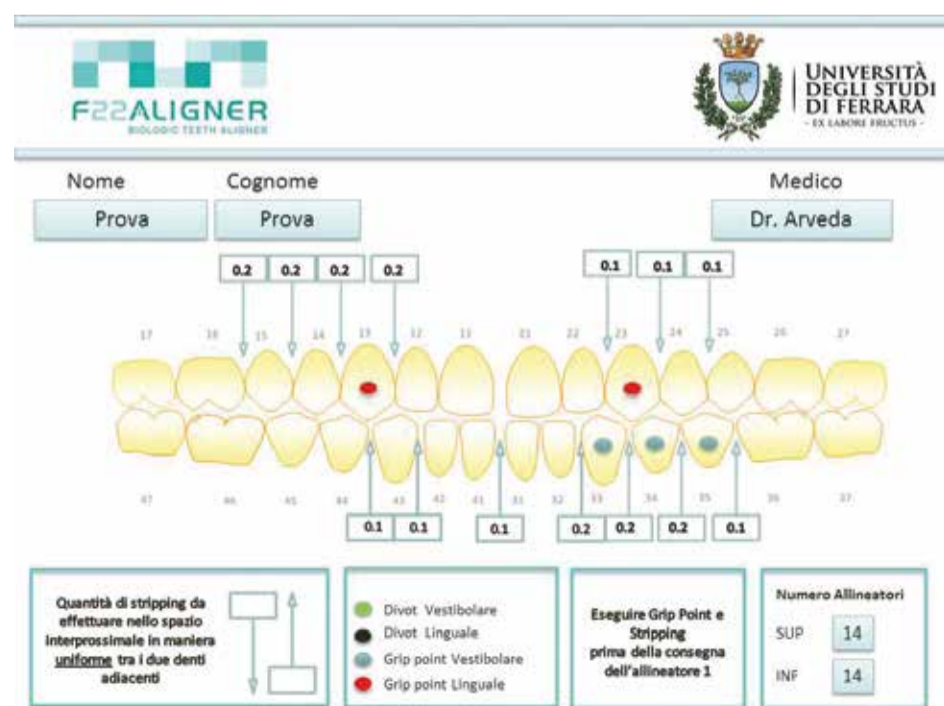 F22ALIGNER
BIOLOGIC TEETH ALIGNER
UNIVERSITÀ
DEGLI STUDI
DI FERRARA
- EX LABORE FRUCTUS -
Nome Cognome Medico
Prova Prova Dr. Arveda
0.2 0.2 0.2 0.2 0.1 0.1 0.1
17 16 15 14 13 12 11 21 22 23 24 25 26 27
47 46 45 44 43 42 41 31 32 33 34 35 36 37
0.1 0.1 0.1 0.2 0.2 0.2 0.1
Quantità di stripping da
effettuare nello spazio
interprossimale in maniera
uniforme tra i due denti
adiacenti
Divot Vestibolare
Divot Linguale
Grip point Vestibolare
Grip point Linguale
Eseguire Grip Point e
Stripping
prima della consegna
dell'allineatore 1
Numero Allineatori
SUP 14
INF 14